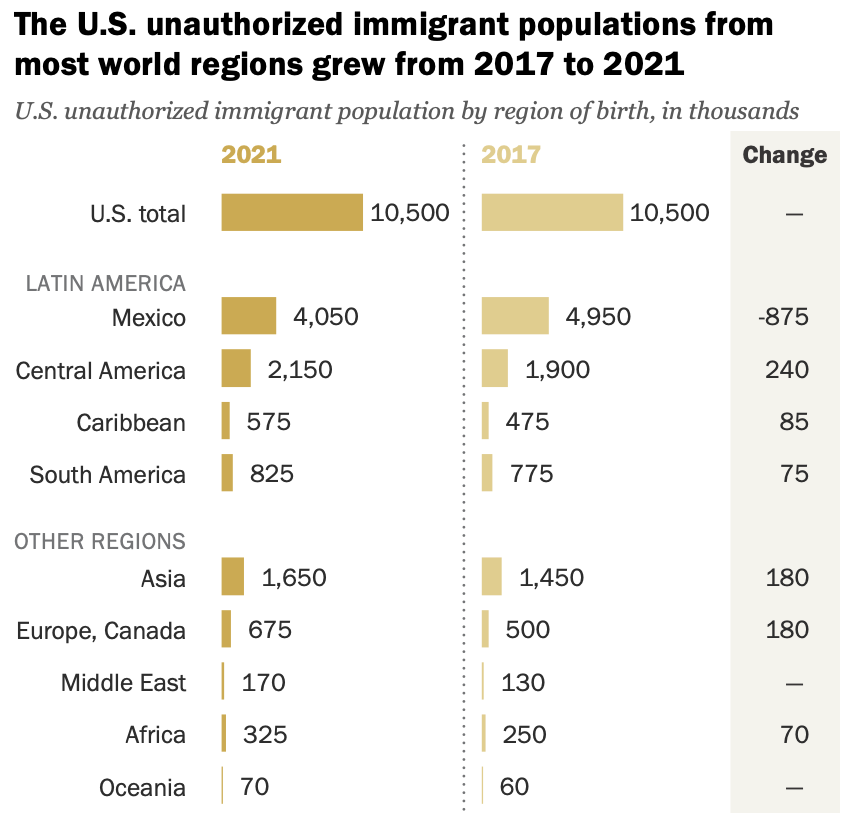 The U.S. unauthorized immigrant populations from
most world regions grew from 2017 to 2021
U.S. unauthorized immigrant population by region of birth, in thousands
2021 2017 Change
U.S. total 10,500 10,500 —
LATIN AMERICA
Mexico 4,050 4,950 -875
Central America 2,150 1,900 240
Caribbean 575 475 85
South America 825 775 75
OTHER REGIONS
Asia 1,650 1,450 180
Europe, Canada 675 500 180
Middle East 170 130 —
Africa 325 250 70
Oceania 70 60 —